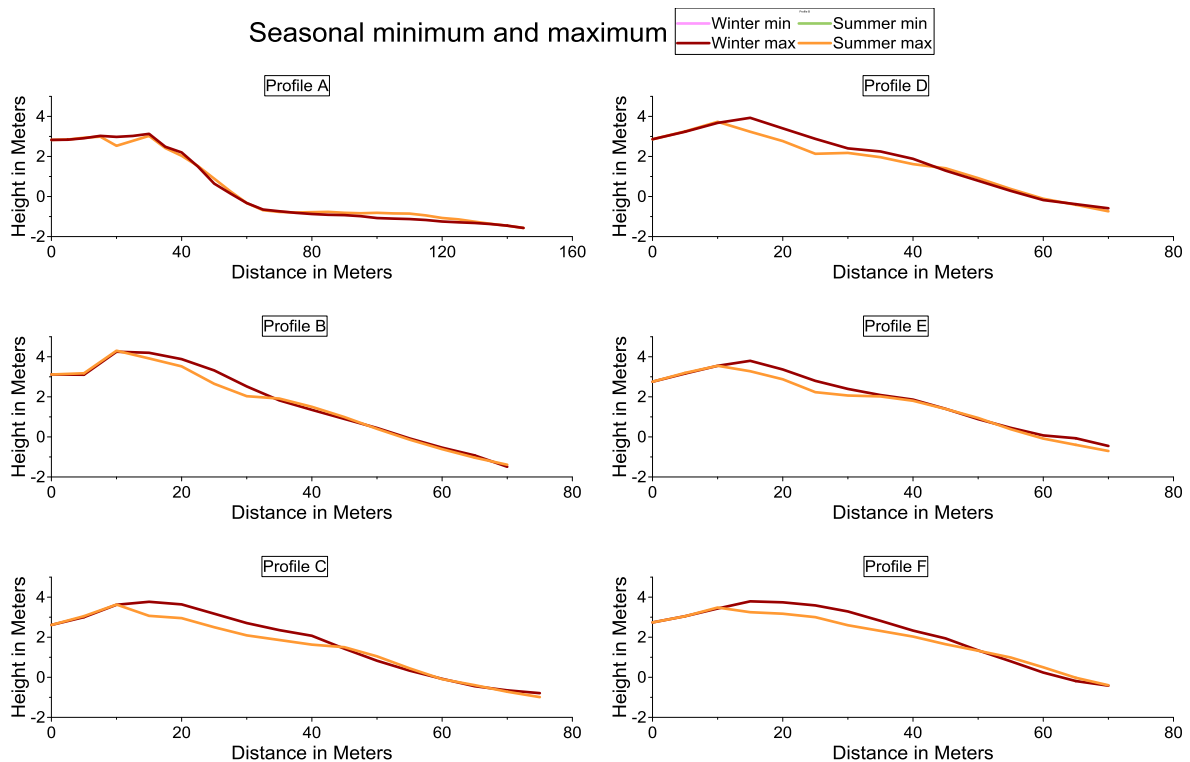 Seasonal minimum and maximum
Profile B
Winter min Summer min
Winter max Summer max
Profile A
Height in Meters
4
2
0
-2
0 40 80 120 160
Distance in Meters
Profile D
Height in Meters
4
2
0
-2
0 20 40 60 80
Distance in Meters
Profile B
Height in Meters
4
2
0
-2
0 20 40 60 80
Distance in Meters
Profile E
Height in Meters
4
2
0
-2
0 20 40 60 80
Distance in Meters
Profile C
Height in Meters
4
2
0
-2
0 20 40 60 80
Distance in Meters
Profile F
Height in Meters
4
2
0
-2
0 20 40 60 80
Distance in Meters